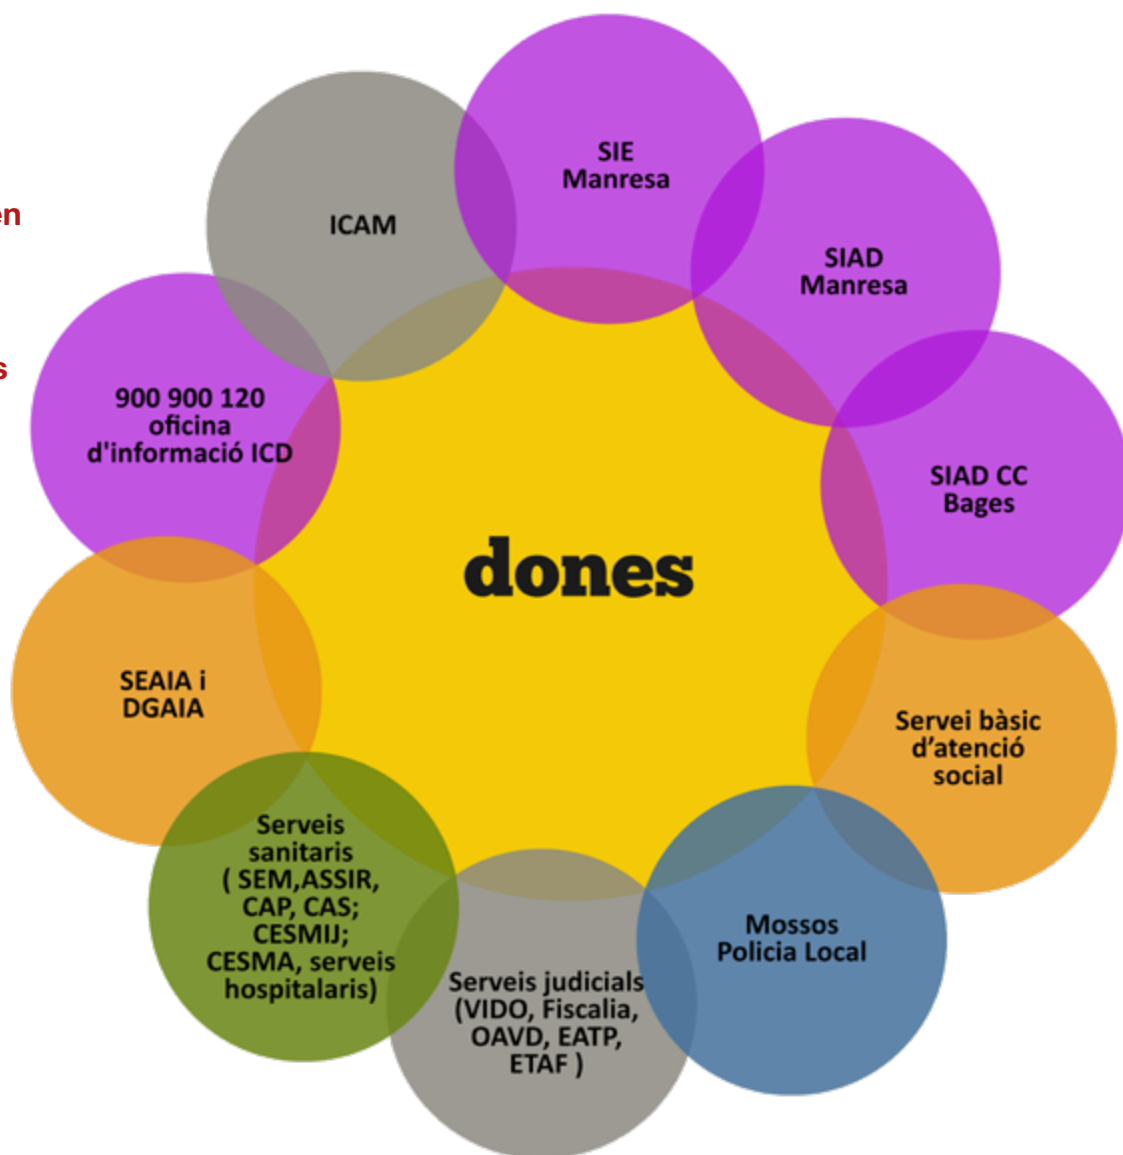 en
s
SIE
Manresa
ICAM
SIAD
Manresa
900 900 120
oficina
d'informació ICD
SIAD CC
Bages
dones
SEAIA i
DGAIA
Servei bàsic
d’atenció
social
Serveis
sanitaris
( SEM,ASSIR,
CAP, CAS;
CESMIJ;
CESMA, serveis
hospitalaris)
Mossos
Policia Local
Serveis judicials
(VIDO, Fiscalia,
OAVD, EATP,
ETAF )